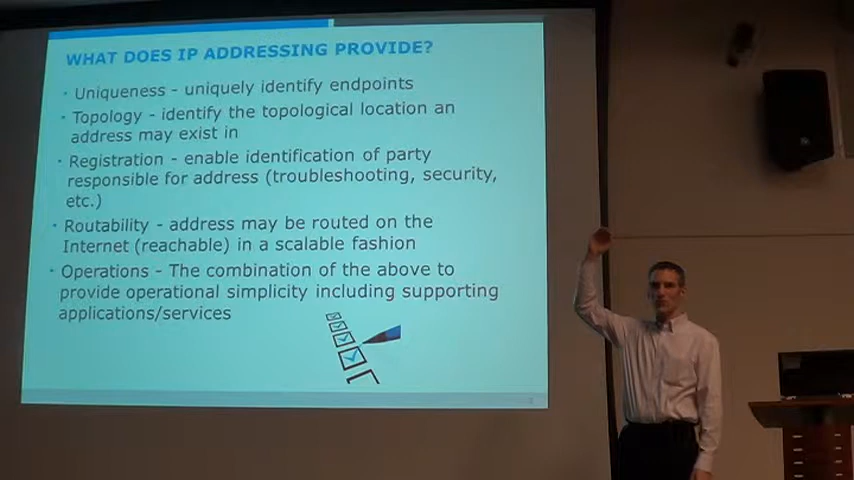 WHAT DOES IP ADDRESSING PROVIDE?
· Uniqueness - uniquely identify endpoints
· Topology - identify the topological location an
address may exist in
· Registration - enable identification of party
responsible for address (troubleshooting, security,
etc.)
· Routability - address may be routed on the
Internet (reachable) in a scalable fashion
· Operations - The combination of the above to
provide operational simplicity including supporting
applications/services